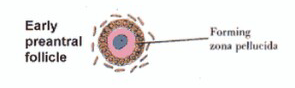 Early
preantral
follicle
Forming
zona pellucida